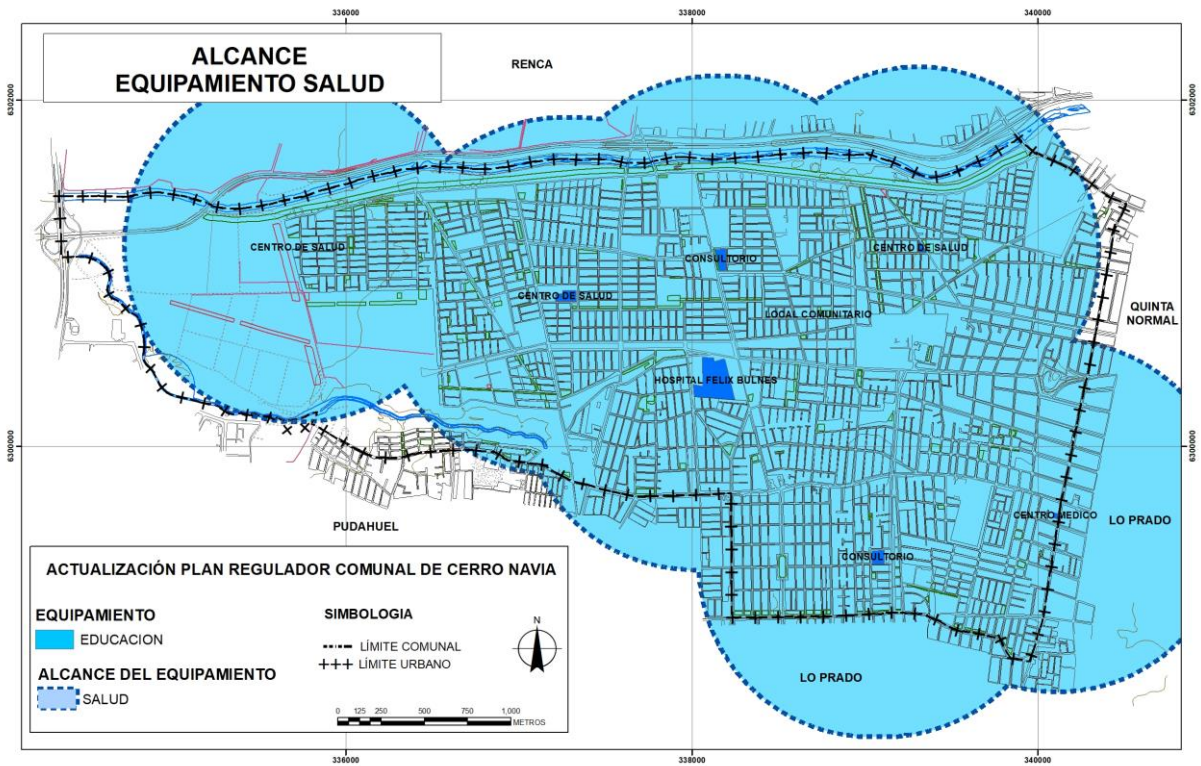 336000
338000
340000
ALCANCE
EQUIPAMIENTO SALUD
RENCA
6302000
6302000
CENTRO DE SALUD
CONSULTORIO
CENTRO DE SALUD
CENTRO DE SALUD
LOCAL COMUNITARIO
QUINTA
NORMAL
HOSPITAL FELIX BULNES
6300000
6300000
PUDAHUEL
CENTRO MEDICO
LO PRADO
CONSULTORIO
LO PRADO
ACTUALIZACIÓN PLAN REGULADOR COMUNAL DE CERRO NAVIA
EQUIPAMIENTO
EDUCACION
ALCANCE DEL EQUIPAMIENTO
SALUD
SIMBOLOGIA
LÍMITE COMUNAL
LÍMITE URBANO
N
0 125 250 500 750 1,000
METROS
336000
338000
340000